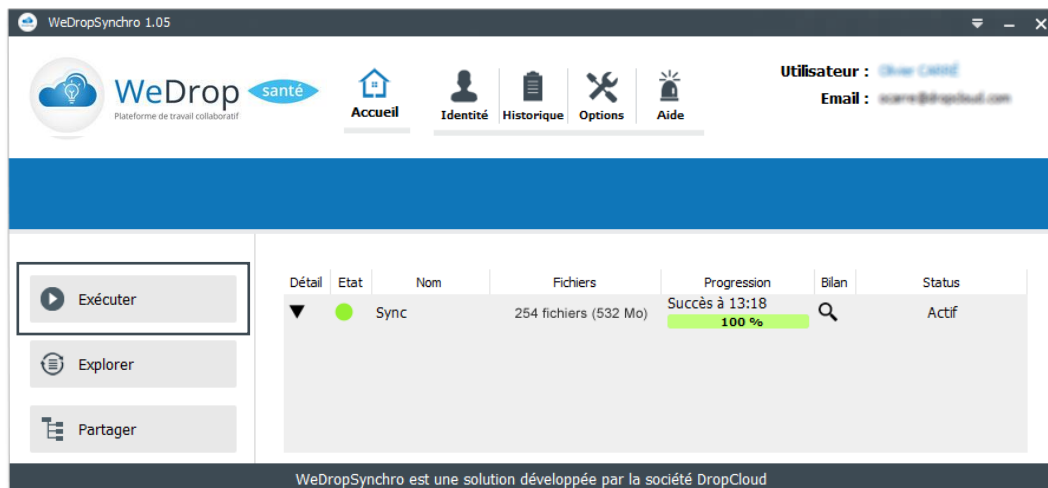 WeDropSynchro 1.05
WeDrop santé
Plateforme de travail collaboratif
Accueil
Identité
Historique
Options
Aide
Utilisateur :
Email :
Exécuter
Explorer
Partager
Détail Etat Nom Fichiers Progression Bilan Status
Sync 254 fichiers (532 Mo) Succès à 13:18 Actif
100 %
WeDropSynchro est une solution développée par la société DropCloud